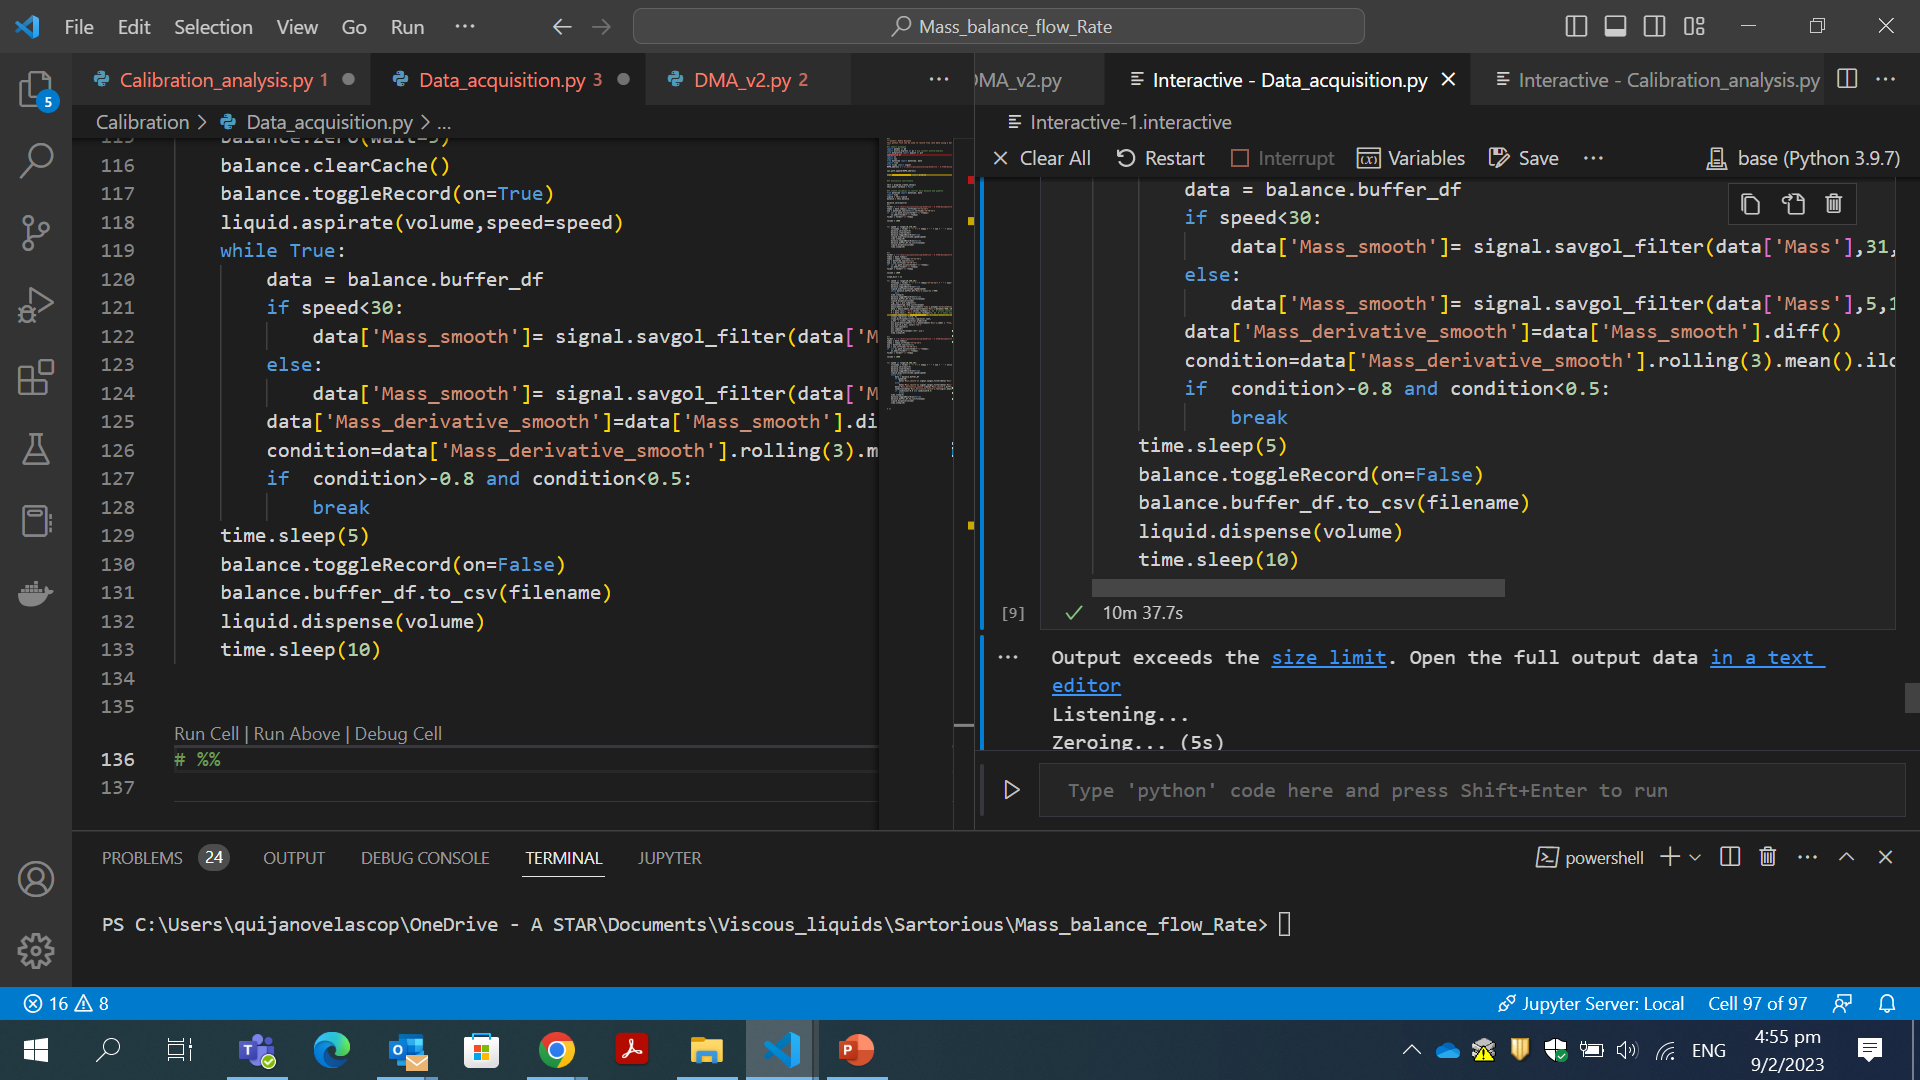 File Edit Selection View Go Run ···
Mass_balance_flow_Rate
5
Calibration_analysis.py 1
Data_acquisition.py 3
DMA_v2.py 2
Calibration > Data_acquisition.py > ...
116 balance.clearCache()
117 balance.toggleRecord(on=True)
118 liquid.aspirate(volume,speed=speed)
119 while True:
120 data = balance.buffer_df
121 if speed<30:
122 data['Mass_smooth']= signal.savgol_filter(data['M
123 else:
124 data['Mass_smooth']= signal.savgol_filter(data['M
125 data['Mass_derivative_smooth']=data['Mass_smooth'].di
126 condition=data['Mass_derivative_smooth'].rolling(3).m
127 if  condition>-0.8 and condition<0.5:
128 break
129 time.sleep(5)
130 balance.toggleRecord(on=False)
131 balance.buffer_df.to_csv(filename)
132 liquid.dispense(volume)
133 time.sleep(10)
134
135
Run Cell | Run Above | Debug Cell
136 # %%
137
DMA_v2.py
Interactive - Data_acquisition.py
Interactive - Calibration_analysis.py
Interactive-1.interactive
Clear All Restart Interrupt Variables Save ··· base (Python 3.9.7)
data = balance.buffer_df
if speed<30:
data['Mass_smooth']= signal.savgol_filter(data['Mass'],31,
else:
data['Mass_smooth']= signal.savgol_filter(data['Mass'],5,1
data['Mass_derivative_smooth']=data['Mass_smooth'].diff()
condition=data['Mass_derivative_smooth'].rolling(3).mean().iloc
if  condition>-0.8 and condition<0.5:
break
time.sleep(5)
balance.toggleRecord(on=False)
balance.buffer_df.to_csv(filename)
liquid.dispense(volume)
time.sleep(10)
[9] 10m 37.7s
Output exceeds the size limit. Open the full output data in a text
editor
Listening...
Zeroing... (5s)
Type 'python' code here and press Shift+Enter to run
PROBLEMS 24 OUTPUT DEBUG CONSOLE TERMINAL JUPYTER
powershell
PS C:\Users\quijanovelascop\OneDrive - A STAR\Documents\Viscous_liquids\Sartorious\Mass_balance_flow_Rate>
16 8
Jupyter Server: Local Cell 97 of 97
ENG
4:55 pm
9/2/2023